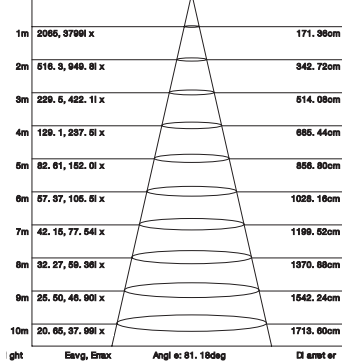 1m 2065, 3799lx 171.36cm
2m 516.3, 949.8lx 342.72cm
3m 229.5, 422.1lx 514.08cm
4m 129.1, 237.5lx 685.44cm
5m 82.61, 152.0lx 856.80cm
6m 57.37, 105.5lx 1028.16cm
7m 42.15, 77.54lx 1199.52cm
8m 32.27, 59.36lx 1370.88cm
9m 25.50, 46.90lx 1542.24cm
10m 20.65, 37.99lx 1713.60cm
ght Eavg, Emax Angle: 81.18deg Diameter